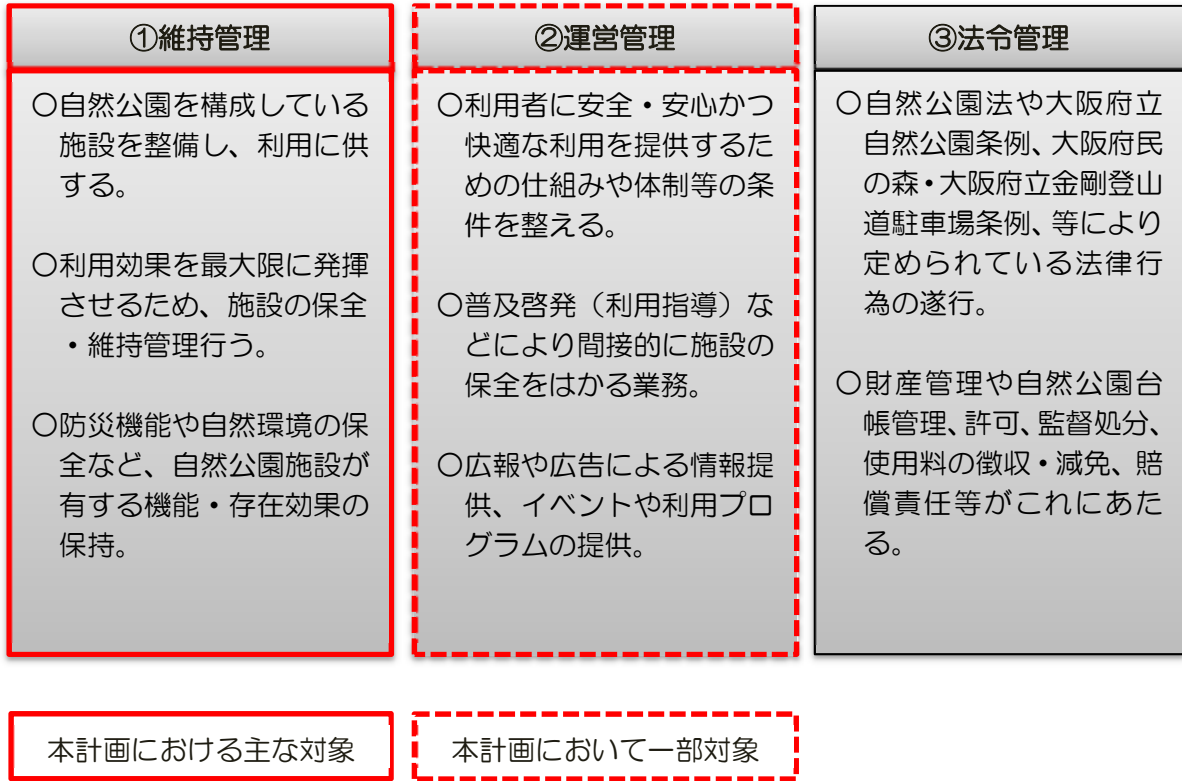 ①維持管理
〇自然公園を構成している
施設を整備し、利用に供
する。
〇利用効果を最大限に発揮
させるため、施設の保全
・維持管理行う。
〇防災機能や自然環境の保
全など、自然公園施設が
有する機能・存在効果の
保持。
②運営管理
〇利用者に安全・安心かつ
快適な利用を提供するた
めの仕組みや体制等の条
件を整える。
〇普及啓発（利用指導）な
どにより間接的に施設の
保全をはかる業務。
〇広報や広告による情報提
供、イベントや利用プロ
グラムの提供。
③法令管理
〇自然公園法や大阪府立
自然公園条例、大阪府民
の森・大阪府立金剛登山
道駐車場条例、等により
定められている法律行
為の遂行。
〇財産管理や自然公園台
帳管理、許可、監督処分、
使用料の徴収・減免、賠
償責任等がこれにあた
る。
本計画における主な対象
本計画において一部対象